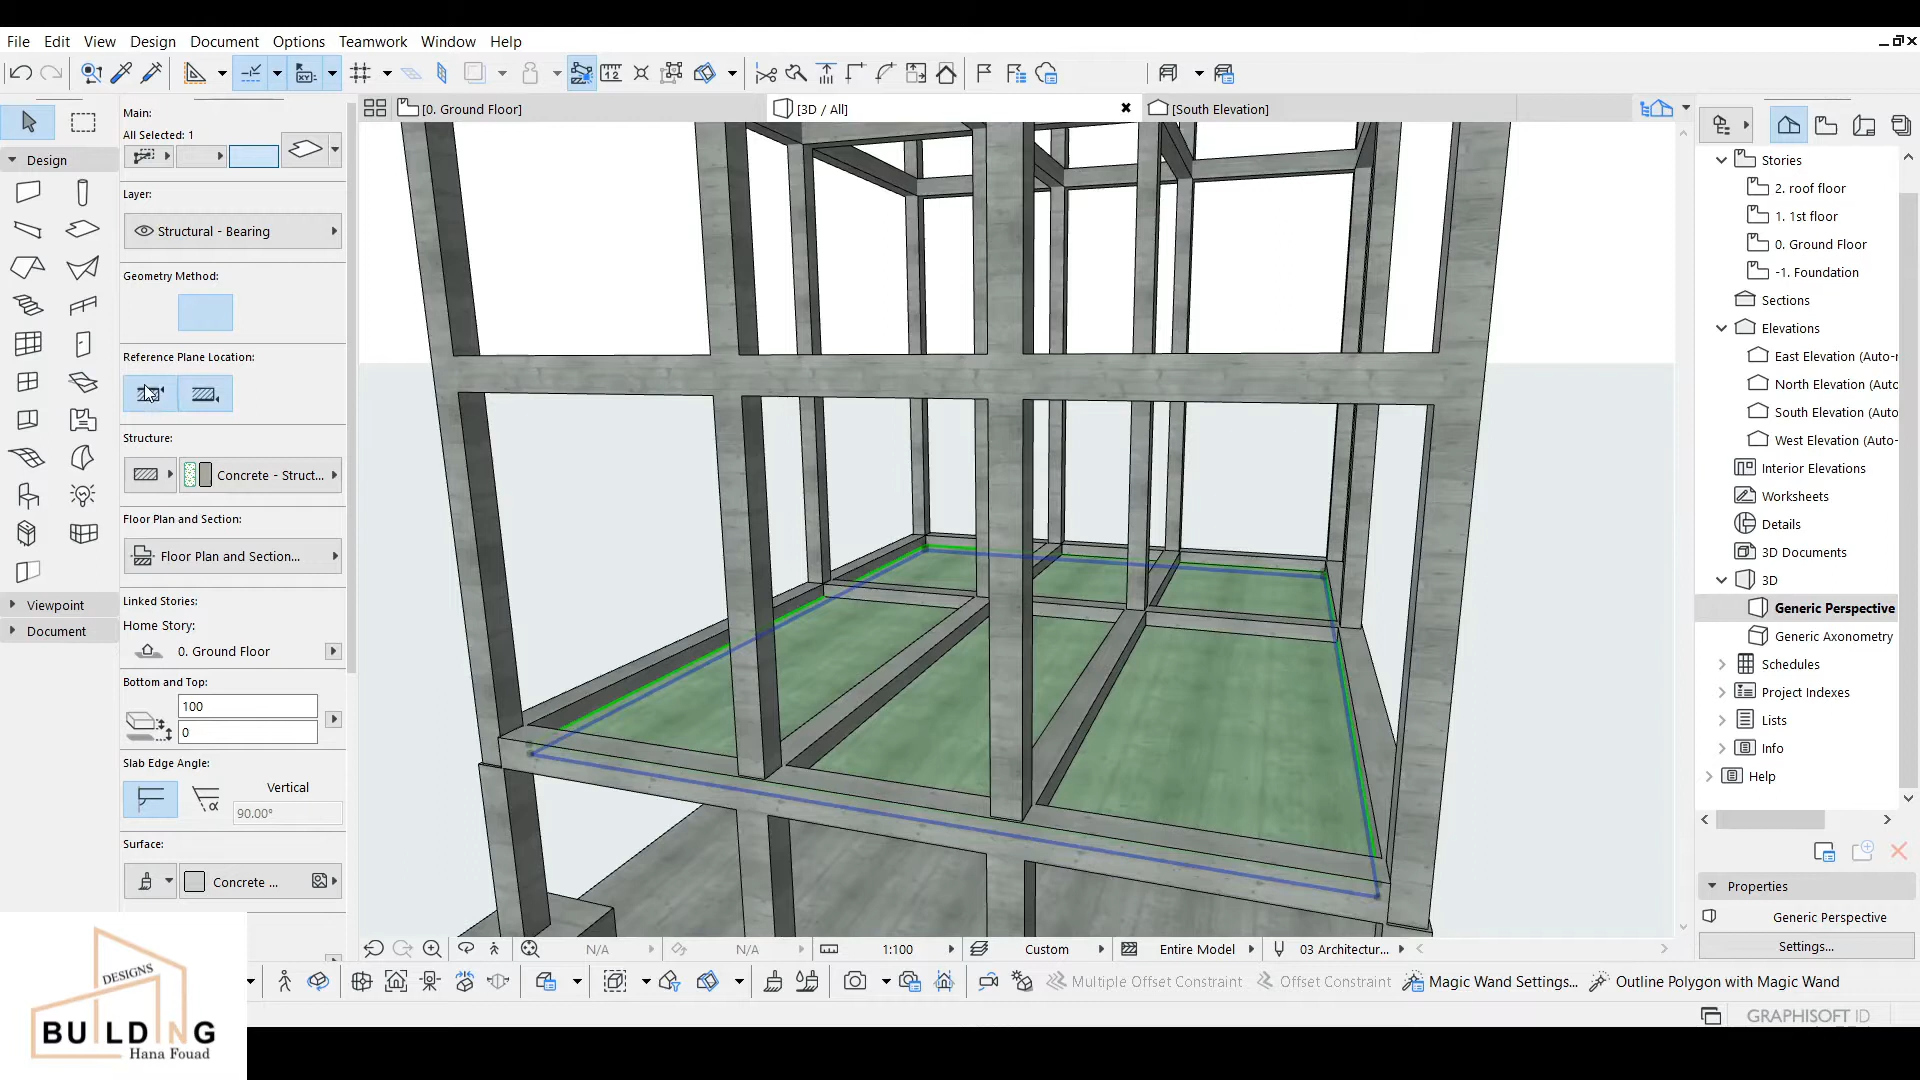 File Edit View Design Document Options Teamwork Window Help
[0. Ground Floor] [3D / All] [South Elevation]
Main:
All Selected: 1
Design
Layer:
Structural - Bearing
Geometry Method:
Reference Plane Location:
Structure:
Concrete - Struct...
Floor Plan and Section:
Floor Plan and Section...
Linked Stories:
Home Story:
0. Ground Floor
Viewpoint
Document
Bottom and Top:
100
0
Slab Edge Angle:
Vertical
90.00°
Surface:
Concrete ...
Stories
2. roof floor
1. 1st floor
0. Ground Floor
-1. Foundation
Sections
Elevations
East Elevation (Auto-r
North Elevation (Auto
South Elevation (Auto
West Elevation (Auto-
Interior Elevations
Worksheets
Details
3D Documents
3D
Generic Perspective
Generic Axonometry
Schedules
Project Indexes
Lists
Info
Help
Properties
Generic Perspective
Settings...
N/A N/A 1:100 Custom Entire Model 03 Architectur...
Multiple Offset Constraint Offset Constraint Magic Wand Settings... Outline Polygon with Magic Wand
GRAPHISOFT ID
DESIGNS
BUILDING
Hana Fouad